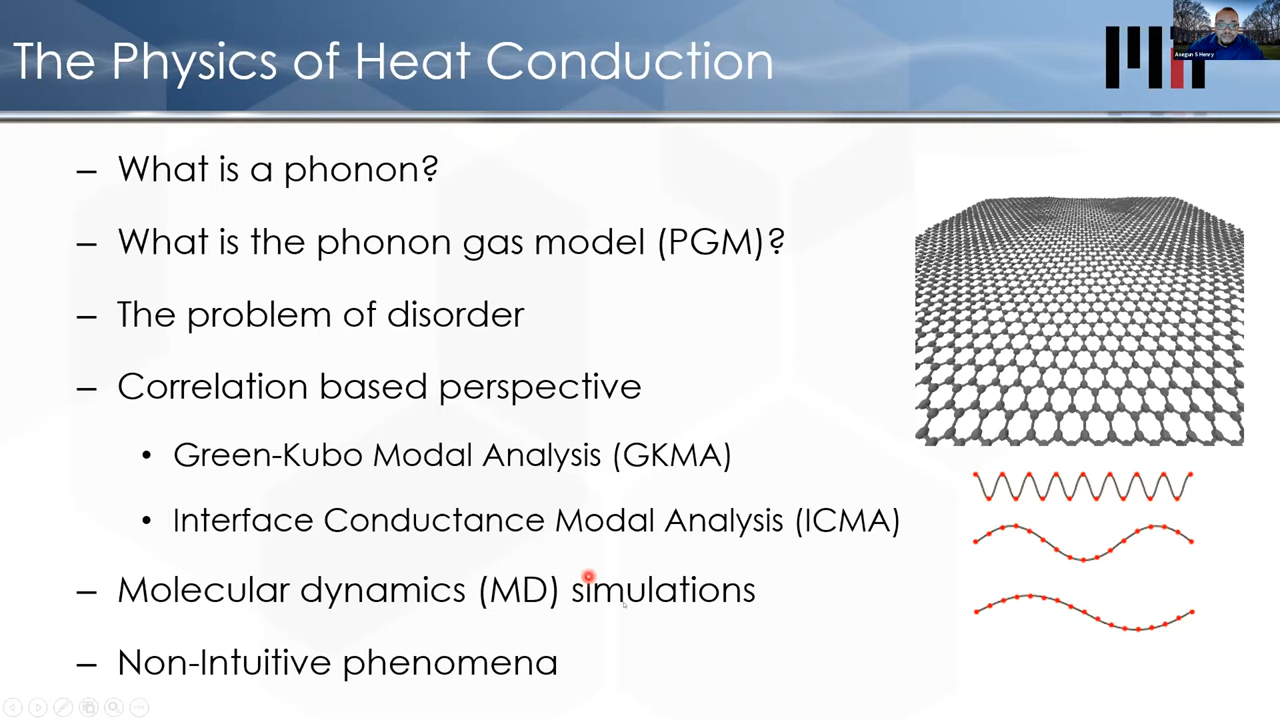 The Physics of Heat Conduction
Asegun S Henry
– What is a phonon?
– What is the phonon gas model (PGM)?
– The problem of disorder
– Correlation based perspective
• Green-Kubo Modal Analysis (GKMA)
• Interface Conductance Modal Analysis (ICMA)
– Molecular dynamics (MD) simulations
– Non-Intuitive phenomena